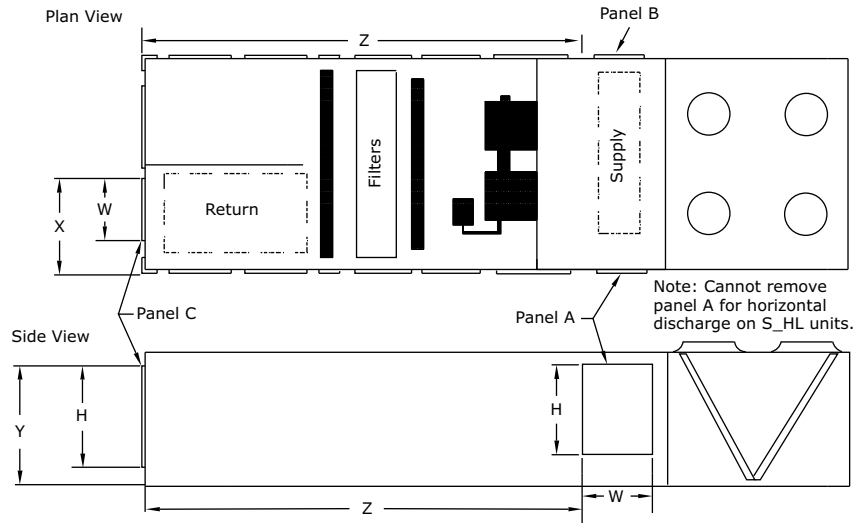 Plan View
Panel B
Z
Filters
Supply
W
X
Return
Note: Cannot remove
panel A for horizontal
discharge on S_HL units.
Panel C
Panel A
Side View
H
Y
H
W
Z